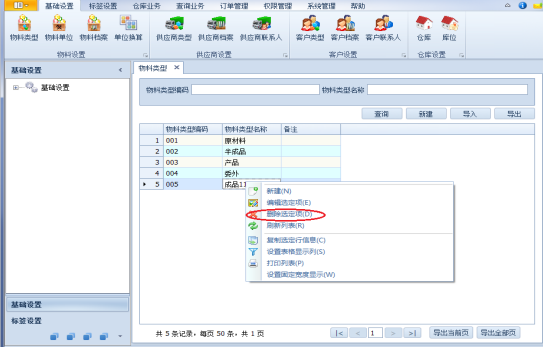 基础设置 标签设置 仓库业务 查询业务 订单管理 权限管理 系统管理 帮助
物料类型 物料单位 物料档案 单位换算 供应商类型 供应商档案 供应商联系人 客户类型 客户档案 客户联系人 仓库 库位
物料设置 供应商设置 客户设置 仓库设置
基础设置
物料类型
基础设置
物料类型编码 物料类型名称
查询 新建 导入 导出
物料类型编码 物料类型名称 备注
1 001 原材料
2 002 半成品
3 003 产品
4 004 委外
5 005 成品11
新建(N)
编辑选定项(E)
删除选定项(D)
刷新列表(R)
复制选定行信息(C)
设置表格显示列(S)
打印列表(P)
设置固定宽度显示(W)
基础设置
标签设置
共 5 条记录，每页 50 条，共 1 页
|< < 1 > >| 导出当前页 导出全部页